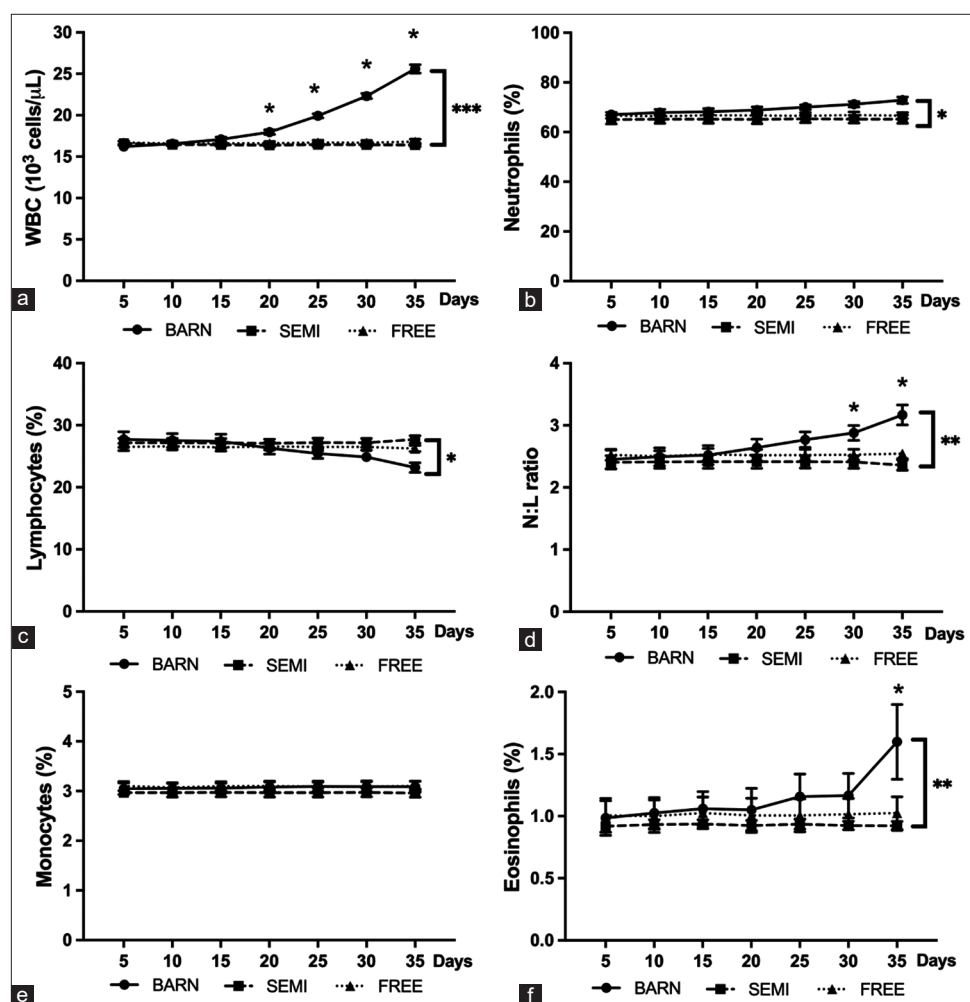 30
25
20
15
10
5
0
WBC (10³ cells/µL)
* * * *
***
5 10 15 20 25 30 35 Days
a
BARN SEMI FREE
100
80
60
40
20
0
Neutrophils (%)
*
5 10 15 20 25 30 35 Days
b
BARN SEMI FREE
40
30
20
10
0
Lymphocytes (%)
*
5 10 15 20 25 30 35 Days
c
BARN SEMI FREE
4
3
2
1
0
N:L ratio
* *
**
5 10 15 20 25 30 35 Days
d
BARN SEMI FREE
5
4
3
2
1
0
Monocytes (%)
5 10 15 20 25 30 35 Days
e
BARN SEMI FREE
2.0
1.5
1.0
0.5
0.0
Eosinophils (%)
*
**
5 10 15 20 25 30 35 Days
f
BARN SEMI FREE